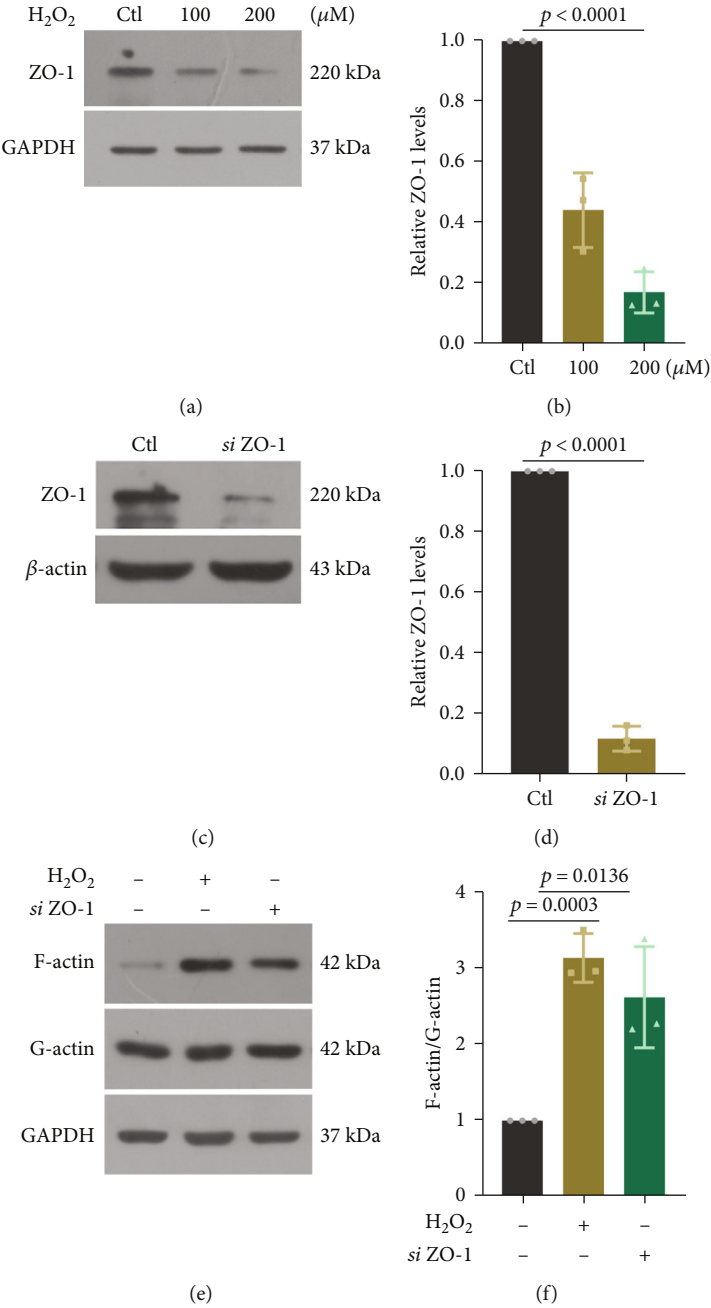 H₂O₂ Ctl 100 200 (μM)
ZO-1 220 kDa
GAPDH 37 kDa
(a)
p < 0.0001
Relative ZO-1 levels
1.0
0.8
0.6
0.4
0.2
0.0
Ctl 100 200 (μM)
(b)
Ctl si ZO-1
ZO-1 220 kDa
β-actin 43 kDa
(c)
p < 0.0001
Relative ZO-1 levels
1.0
0.8
0.6
0.4
0.2
0.0
Ctl si ZO-1
(d)
H₂O₂ – + –
si ZO-1 – – +
F-actin 42 kDa
G-actin 42 kDa
GAPDH 37 kDa
(e)
p = 0.0136
p = 0.0003
F-actin/G-actin
4
3
2
1
0
H₂O₂ – + –
si ZO-1 – – +
(f)